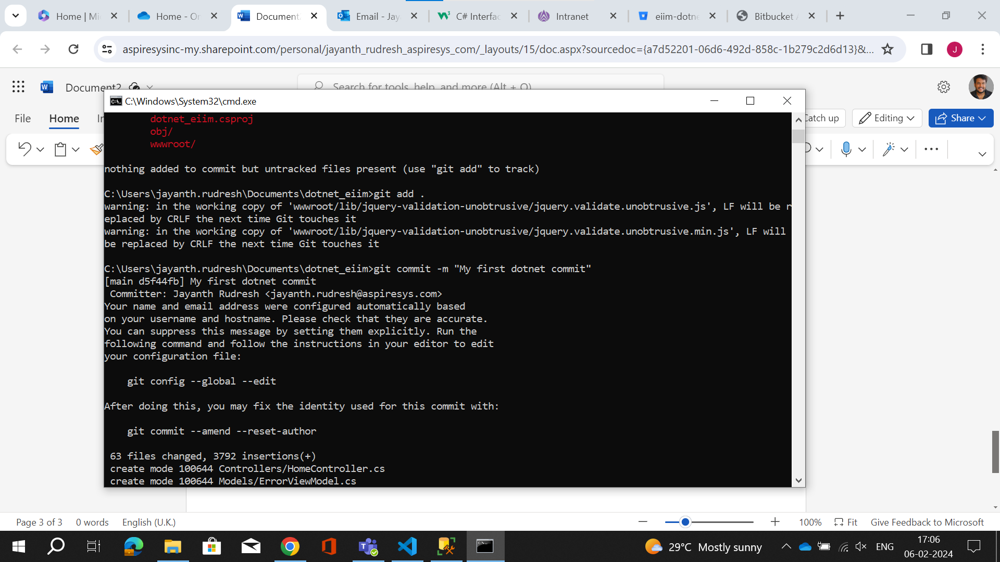 Home | Mi
Home - On
Document
Email - Jay
C# Interfac
Intranet
eiim-dotne
Bitbucket
aspiresysinc-my.sharepoint.com/personal/jayanth_rudresh_aspiresys_com/_layouts/15/doc.aspx?sourcedoc={a7d52201-06d6-492d-858c-1b279c2d6d13}&...
J
Document2
Search for tools, help, and more (Alt + Q)
C:\Windows\System32\cmd.exe
File
Home
In
Catch up
Editing
Share
dotnet_eiim.csproj
obj/
wwwroot/
nothing added to commit but untracked files present (use "git add" to track)
C:\Users\jayanth.rudresh\Documents\dotnet_eiim>git add .
warning: in the working copy of 'wwwroot/lib/jquery-validation-unobtrusive/jquery.validate.unobtrusive.js', LF will be r
eplaced by CRLF the next time Git touches it
warning: in the working copy of 'wwwroot/lib/jquery-validation-unobtrusive/jquery.validate.unobtrusive.min.js', LF will
be replaced by CRLF the next time Git touches it
C:\Users\jayanth.rudresh\Documents\dotnet_eiim>git commit -m "My first dotnet commit"
[main d5f44fb] My first dotnet commit
Committer: Jayanth Rudresh <jayanth.rudresh@aspiresys.com>
Your name and email address were configured automatically based
on your username and hostname. Please check that they are accurate.
You can suppress this message by setting them explicitly. Run the
following command and follow the instructions in your editor to edit
your configuration file:
git config --global --edit
After doing this, you may fix the identity used for this commit with:
git commit --amend --reset-author
63 files changed, 3792 insertions(+)
create mode 100644 Controllers/HomeController.cs
create mode 100644 Models/ErrorViewModel.cs
Page 3 of 3
0 words
English (U.K.)
100%
Fit
Give Feedback to Microsoft
29°C Mostly sunny
ENG
17:06
06-02-2024